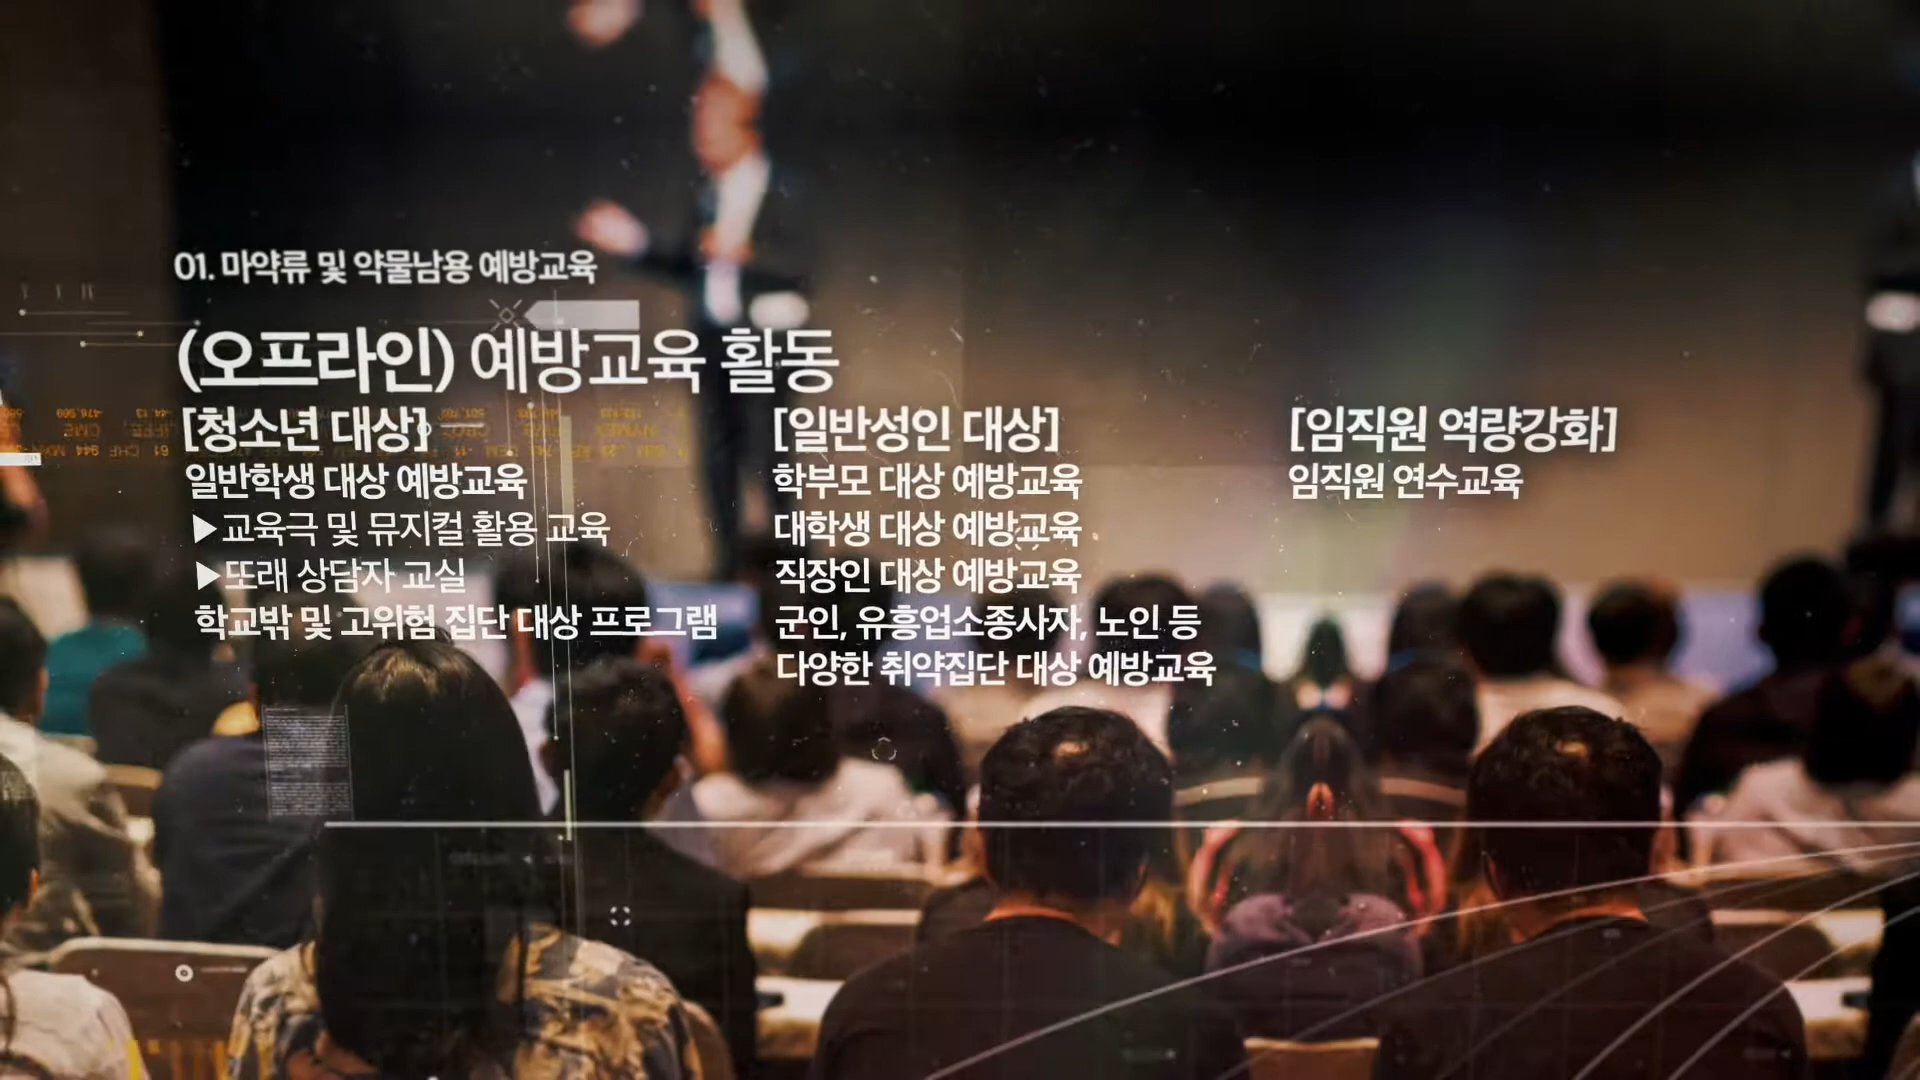 01. 마약류 및 약물남용 예방교육
(오프라인) 예방교육 활동
[청소년 대상]
일반학생 대상 예방교육
▶교육극 및 뮤지컬 활용 교육
▶또래 상담자 교실
학교밖 및 고위험 집단 대상 프로그램
[일반성인 대상]
학부모 대상 예방교육
대학생 대상 예방교육
직장인 대상 예방교육
군인, 유흥업소종사자, 노인 등
다양한 취약집단 대상 예방교육
[임직원 역량강화]
임직원 연수교육